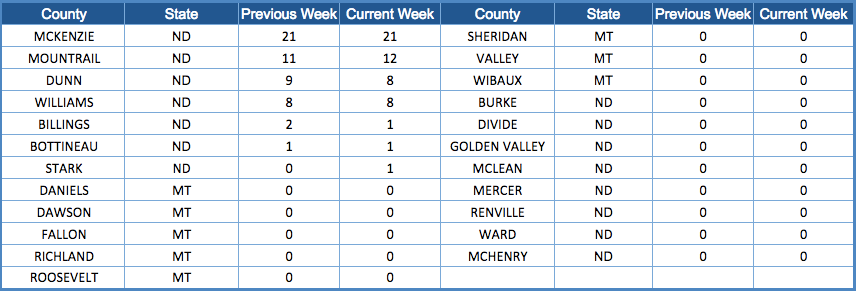 County State Previous Week Current Week County State Previous Week Current Week
MCKENZIE ND 21 21 SHERIDAN MT 0 0
MOUNTRAIL ND 11 12 VALLEY MT 0 0
DUNN ND 9 8 WIBAUX MT 0 0
WILLIAMS ND 8 8 BURKE ND 0 0
BILLINGS ND 2 1 DIVIDE ND 0 0
BOTTINEAU ND 1 1 GOLDEN VALLEY ND 0 0
STARK ND 0 1 MCLEAN ND 0 0
DANIELS MT 0 0 MERCER ND 0 0
DAWSON MT 0 0 RENVILLE ND 0 0
FALLON MT 0 0 WARD ND 0 0
RICHLAND MT 0 0 MCHENRY ND 0 0
ROOSEVELT MT 0 0